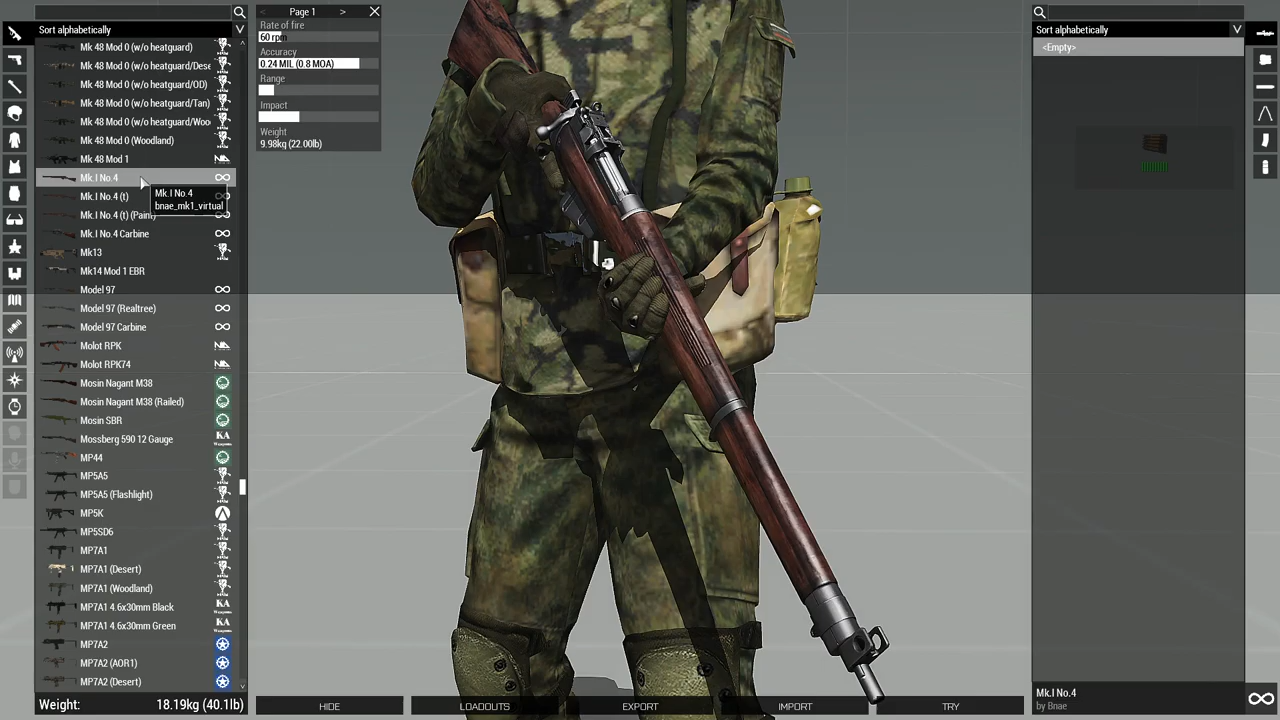 Sort alphabetically
Mk 48 Mod 0 (w/o heatguard)
Mk 48 Mod 0 (w/o heatguard/Dese
Mk 48 Mod 0 (w/o heatguard/OD)
Mk 48 Mod 0 (w/o heatguard/Tan)
Mk 48 Mod 0 (w/o heatguard/Woo
Mk 48 Mod 0 (Woodland)
Mk 48 Mod 1
Mk.I No.4
Mk.I No.4 (t)
Mk.I No.4 (t) (Paint
Mk.I No.4 Carbine
Mk13
Mk14 Mod 1 EBR
Model 97
Model 97 (Realtree)
Model 97 Carbine
Molot RPK
Molot RPK74
Mosin Nagant M38
Mosin Nagant M38 (Railed)
Mosin SBR
Mossberg 590 12 Gauge
KA
MP44
MP5A5
MP5A5 (Flashlight)
MP5K
MP5SD6
MP7A1
MP7A1 (Desert)
MP7A1 (Woodland)
MP7A1 4.6x30mm Black
KA
MP7A1 4.6x30mm Green
KA
MP7A2
MP7A2 (AOR1)
MP7A2 (Desert)
Weight: 18.19kg (40.1lb)
Mk.I No.4
bnae_mk1_virtual
< Page 1 >
Rate of fire
60 rpm
Accuracy
0.24 MIL (0.8 MOA)
Range
Impact
Weight
9.98kg (22.00lb)
HIDE
LOADOUTS
EXPORT
IMPORT
TRY
Sort alphabetically
<Empty>
Mk.I No.4
by Bnae